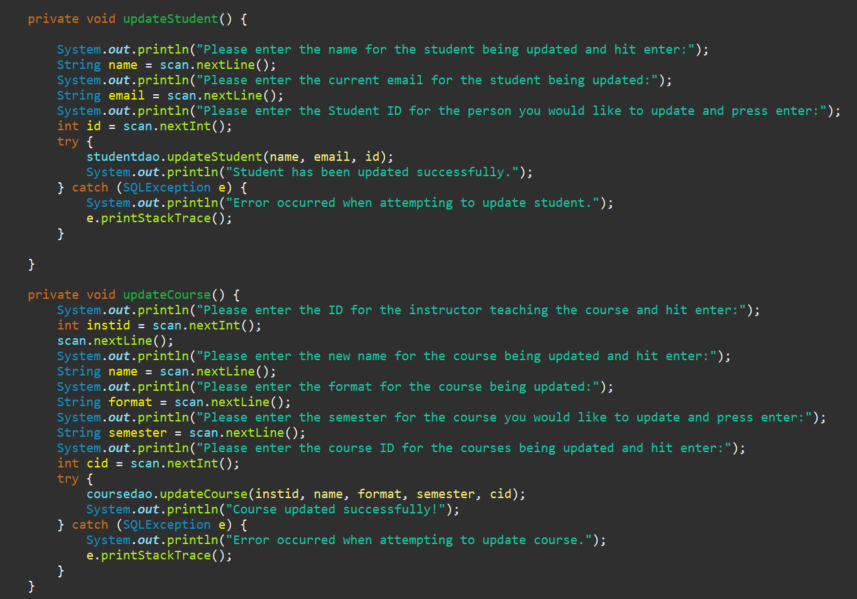 private void updateStudent() {
System.out.println("Please enter the name for the student being updated and hit enter:");
String name = scan.nextLine();
System.out.println("Please enter the current email for the student being updated:");
String email = scan.nextLine();
System.out.println("Please enter the Student ID for the person you would like to update and press enter:");
int id = scan.nextInt();
try {
studentdao.updateStudent(name, email, id);
System.out.println("Student has been updated successfully.");
} catch (SQLException e) {
System.out.println("Error occurred when attempting to update student.");
e.printStackTrace();
}
}
private void updateCourse() {
System.out.println("Please enter the ID for the instructor teaching the course and hit enter:");
int instid = scan.nextInt();
scan.nextLine();
System.out.println("Please enter the new name for the course being updated and hit enter:");
String name = scan.nextLine();
System.out.println("Please enter the format for the course being updated:");
String format = scan.nextLine();
System.out.println("Please enter the semester for the course you would like to update and press enter:");
String semester = scan.nextLine();
System.out.println("Please enter the course ID for the courses being updated and hit enter:");
int cid = scan.nextInt();
try {
coursedao.updateCourse(instid, name, format, semester, cid);
System.out.println("Course updated successfully!");
} catch (SQLException e) {
System.out.println("Error occurred when attempting to update course.");
e.printStackTrace();
}
}